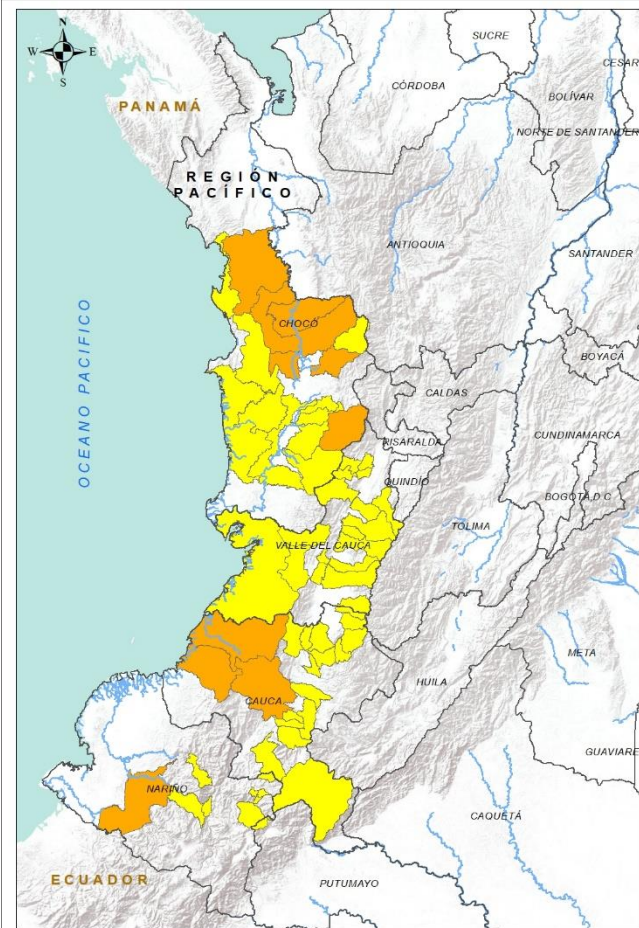 N
W E
S
SUCRE
CESAR
CÓRDOBA
BOLÍVAR
PANAMÁ
NORTE DE SANTANDER
REGIÓN
PACÍFICO
ANTIOQUIA
SANTANDER
OCEANO PACIFICO
CHOCÓ
BOYACÁ
CALDAS
CUNDINAMARCA
RISARALDA
QUINDÍO
BOGOTÁ D.C
TOLIMA
VALLE DEL CAUCA
META
HUILA
CAUCA
GUAVIARE
NARIÑO
CAQUETÁ
ECUADOR
PUTUMAYO